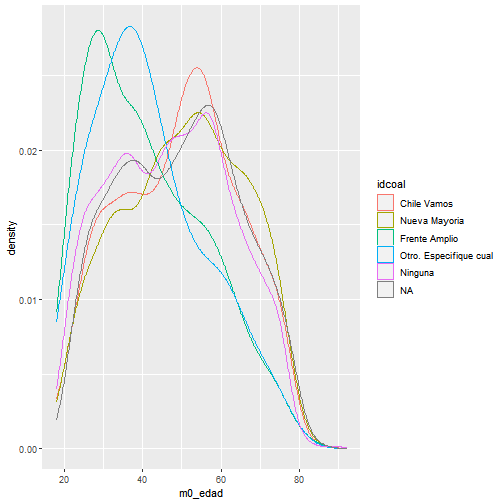 density
0.02
0.01
0.00
20
40
60
80
m0_edad
idcoal
Chile Vamos
Nueva Mayoria
Frente Amplio
Otro. Especifique cual
Ninguna
NA